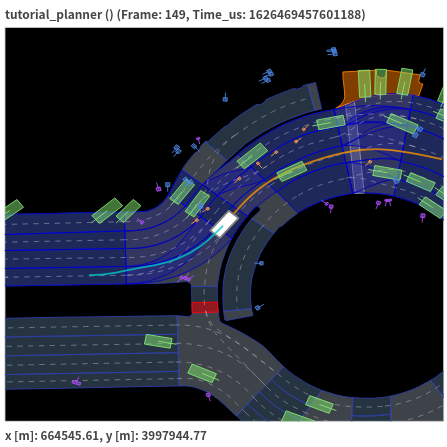 tutorial_planner () (Frame: 149, Time_us: 1626469457601188)
x [m]: 664545.61, y [m]: 3997944.77